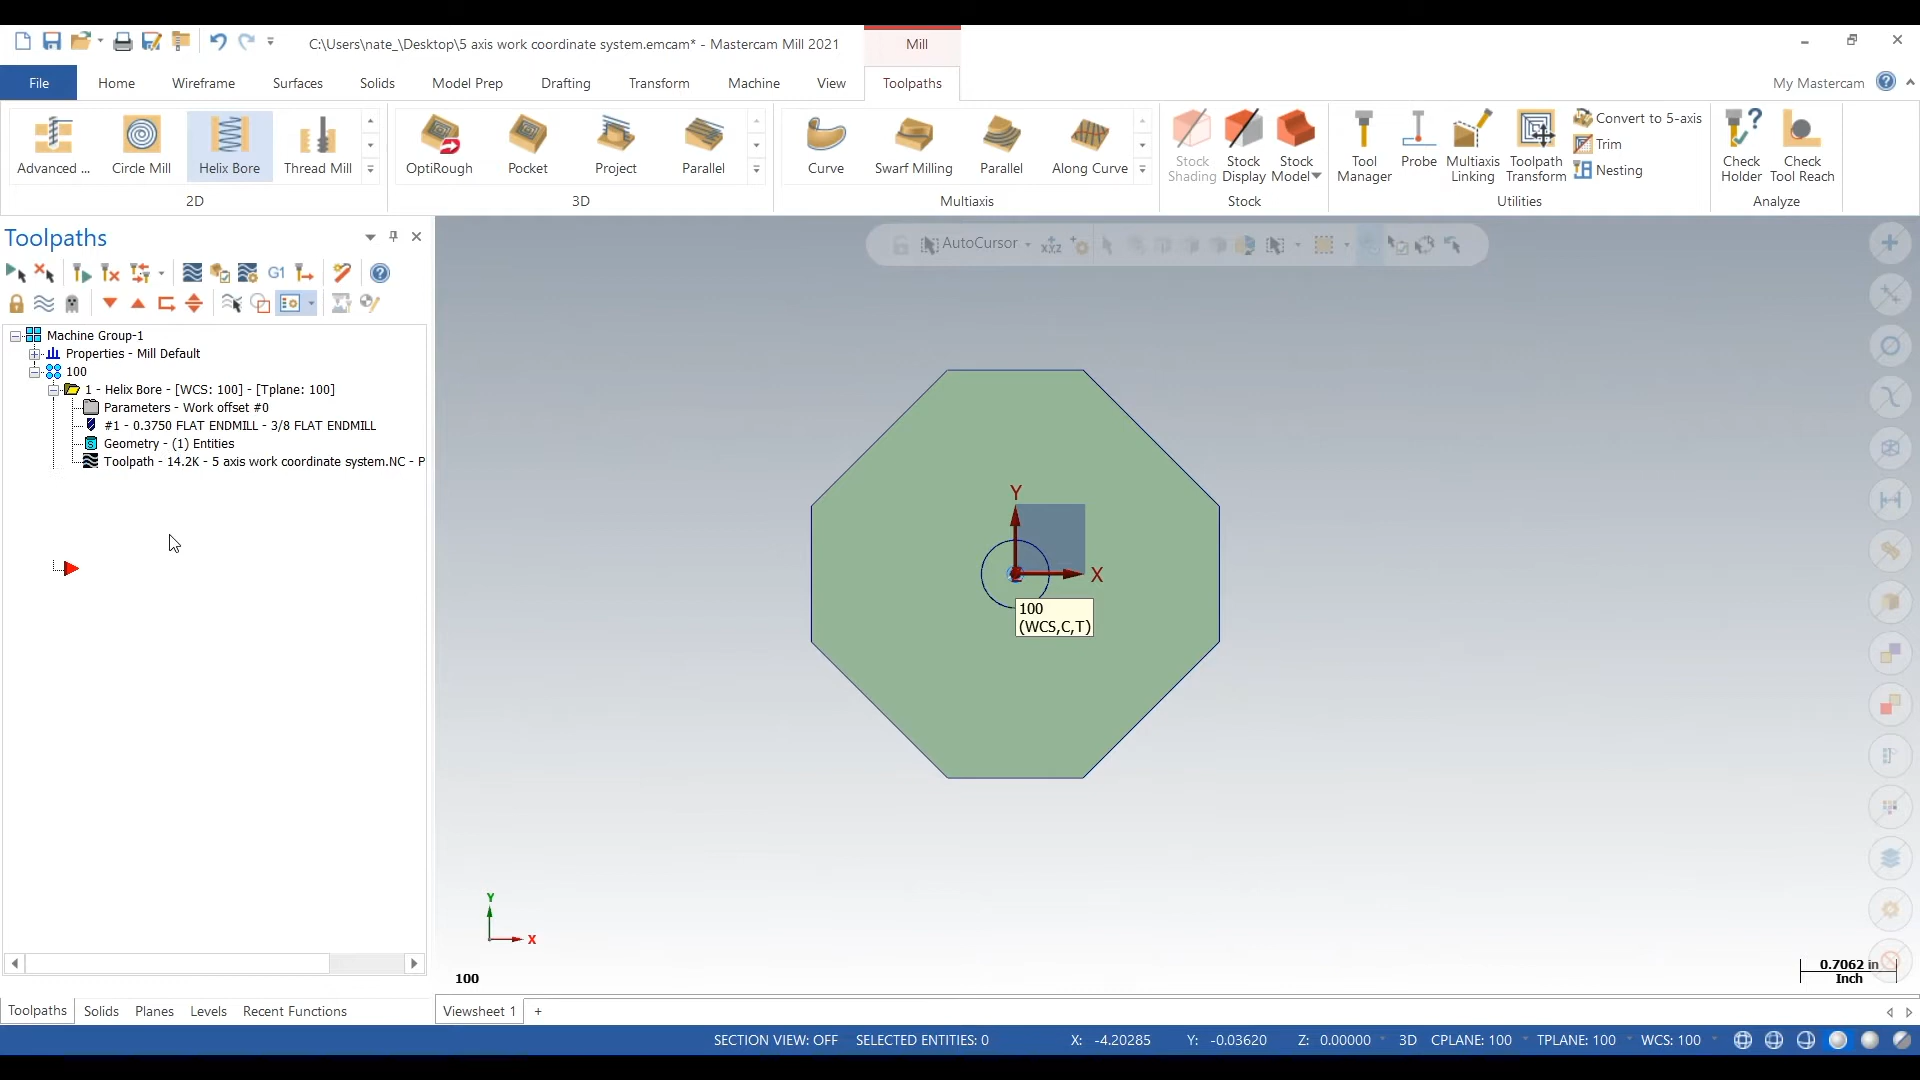 C:\Users\nate_\Desktop\5 axis work coordinate system.emcam* - Mastercam Mill 2021
Mill
File Home Wireframe Surfaces Solids Model Prep Drafting Transform Machine View Toolpaths My Mastercam
Advanced ... Circle Mill Helix Bore Thread Mill
OptiRough Pocket Project Parallel
Curve Swarf Milling Parallel Along Curve
Stock Shading
Stock Display
Stock Model
Tool Manager
Probe
Multiaxis Linking
Toolpath Transform
Convert to 5-axis
Trim
Nesting
Check Holder
Check Tool Reach
2D 3D Multiaxis Stock Utilities Analyze
Toolpaths
G1
AutoCursor
xyz
Machine Group-1
Properties - Mill Default
100
1 - Helix Bore - [WCS: 100] - [Tplane: 100]
Parameters - Work offset #0
#1 - 0.3750 FLAT ENDMILL - 3/8 FLAT ENDMILL
Geometry - (1) Entities
Toolpath - 14.2K - 5 axis work coordinate system.NC - P
Y
X
100
(WCS,C,T)
Y
X
100
0.7062 in
Inch
Toolpaths Solids Planes Levels Recent Functions
Viewsheet 1 +
SECTION VIEW: OFF SELECTED ENTITIES: 0 X: -4.20285 Y: -0.03620 Z: 0.00000 3D CPLANE: 100 TPLANE: 100 WCS: 100